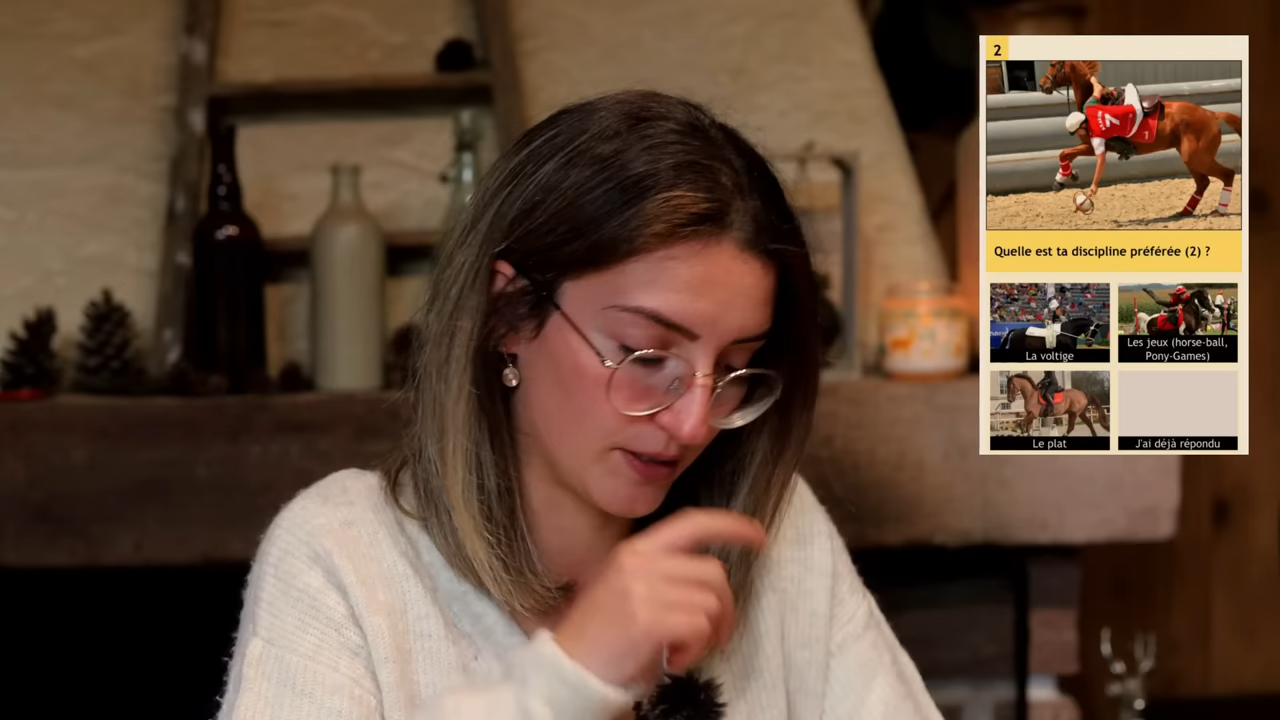 2
7
Quelle est ta discipline préférée (2) ?
La voltige
Les jeux (horse-ball,
Pony-Games)
Le plat
J'ai déjà répondu